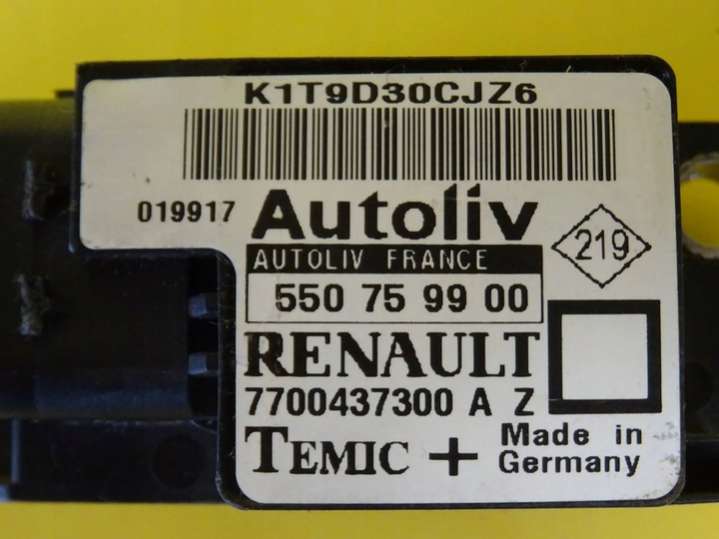 K1T9D30CJZ6
019917 Autoliv
219
AUTOLIV FRANCE
550 75 99 00
RENAULT
7700437300 A Z
TEMIC + Made in
Germany